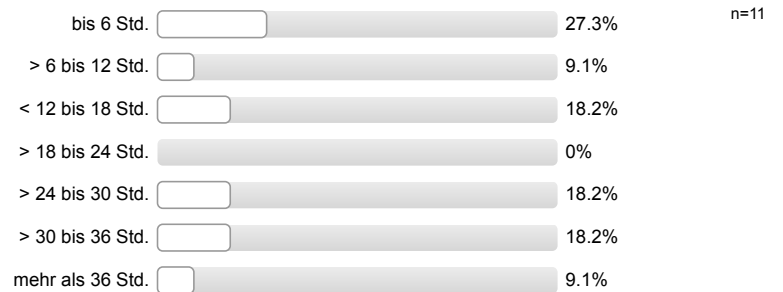 bis 6 Std. 27.3% n=11
> 6 bis 12 Std. 9.1%
< 12 bis 18 Std. 18.2%
> 18 bis 24 Std. 0%
> 24 bis 30 Std. 18.2%
> 30 bis 36 Std. 18.2%
mehr als 36 Std. 9.1%